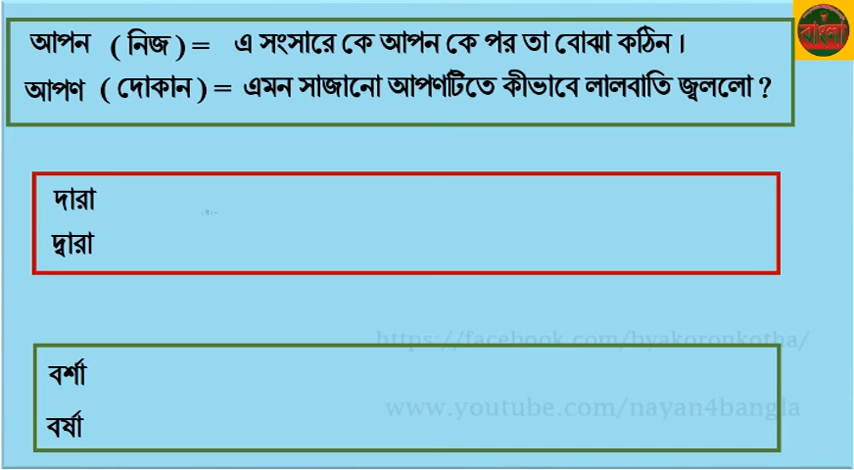 আপন ( নিজ ) = এ সংসারে কে আপন কে পর তা বোঝা কঠিন।
আপণ ( দোকান ) = এমন সাজানো আপণটিতে কীভাবে লালবাতি জ্বললো ?
বাংলা
দারা
দ্বারা
https://facebook.com/byakoronkotha/
বর্শা
www.youtube.com/nayan4bangla
বর্ষা